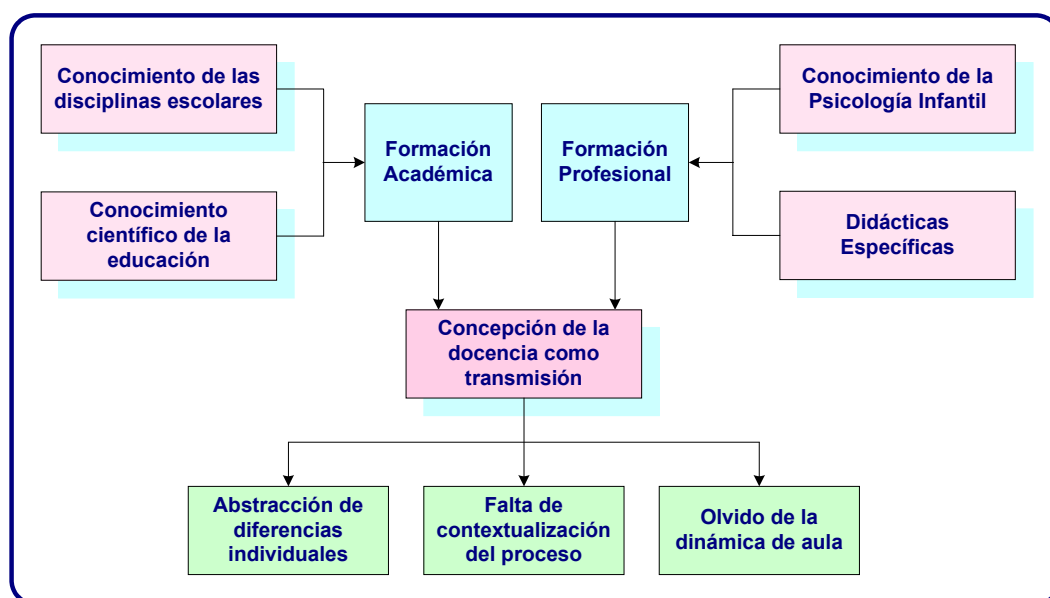 Conocimiento de las
disciplinas escolares
Conocimiento
científico de la
educación
Formación
Académica
Formación
Profesional
Conocimiento de la
Psicología Infantil
Didácticas
Específicas
Concepción de la
docencia como
transmisión
Abstracción de
diferencias
individuales
Falta de
contextualización
del proceso
Olvido de la
dinámica de aula